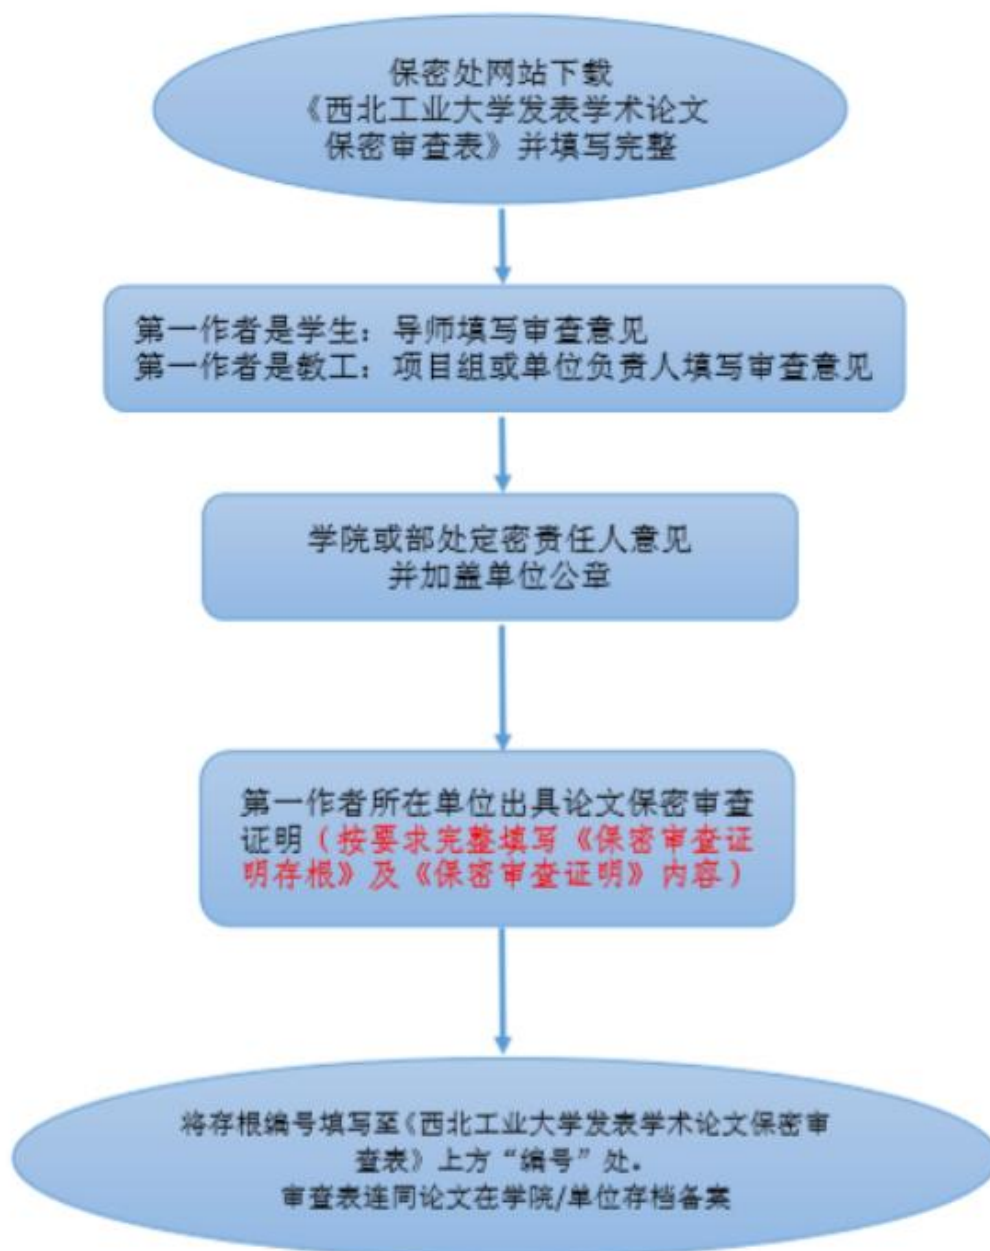 保密处网站下载
《西北工业大学发表学术论文
保密审查表》并填写完整
第一作者是学生：导师填写审查意见
第一作者是教工：项目组或单位负责人填写审查意见
学院或部处定密责任人意见
并加盖单位公章
第一作者所在单位出具论文保密审查
证明（按要求完整填写《保密审查证
明存根》及《保密审查证明》内容）
将存根编号填写至《西北工业大学发表学术论文保密审
查表》上方“编号”处。
审查表连同论文在学院/单位存档备案